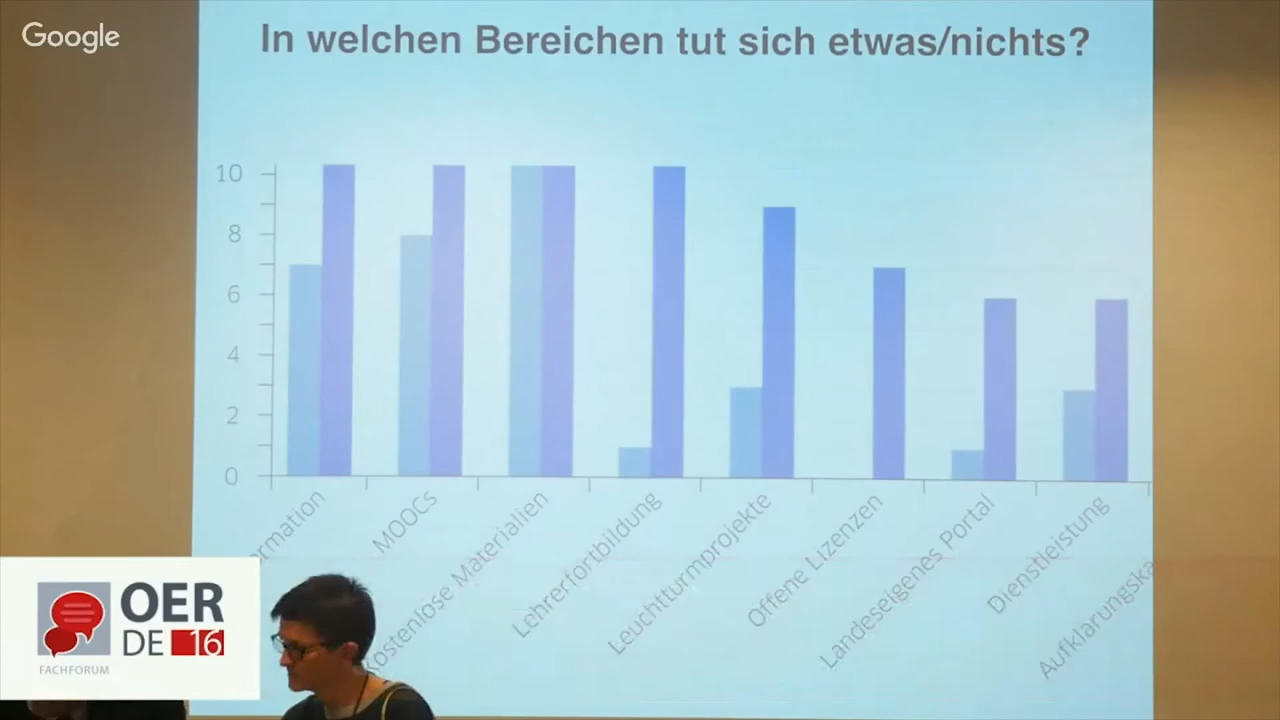 Google
In welchen Bereichen tut sich etwas/nichts?
10
8
6
4
2
0
MOOCs
Kostenlose Materialien
Lehrerfortbildung
Leuchtturmprojekte
Offene Lizenzen
Landeseigenes Portal
Dienstleistung
OER
DE 16
FACHFORUM